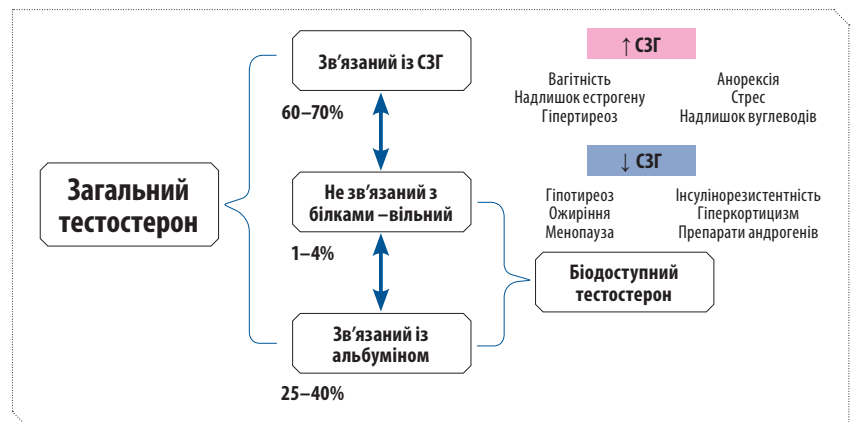 Загальний
тестостерон
Зв'язаний із СЗГ
60–70%
Не зв'язаний з
білками –вільний
1–4%
Зв'язаний із
альбуміном
25–40%
Біодоступний
тестостерон
↑ СЗГ
Вагітність
Надлишок естрогену
Гіпертиреоз
Анорексія
Стрес
Надлишок вуглеводів
↓ СЗГ
Гіпотиреоз
Ожиріння
Менопауза
Інсулінорезистентність
Гіперкортицизм
Препарати андрогенів